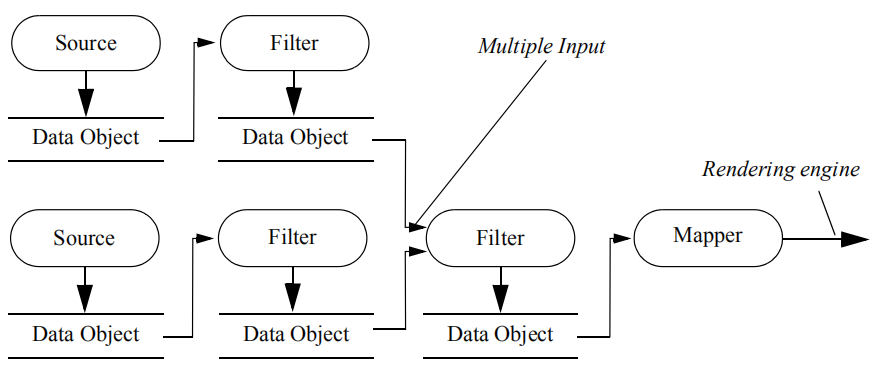 Source
Filter
Multiple Input
Data Object
Data Object
Rendering engine
Source
Filter
Filter
Mapper
Data Object
Data Object
Data Object